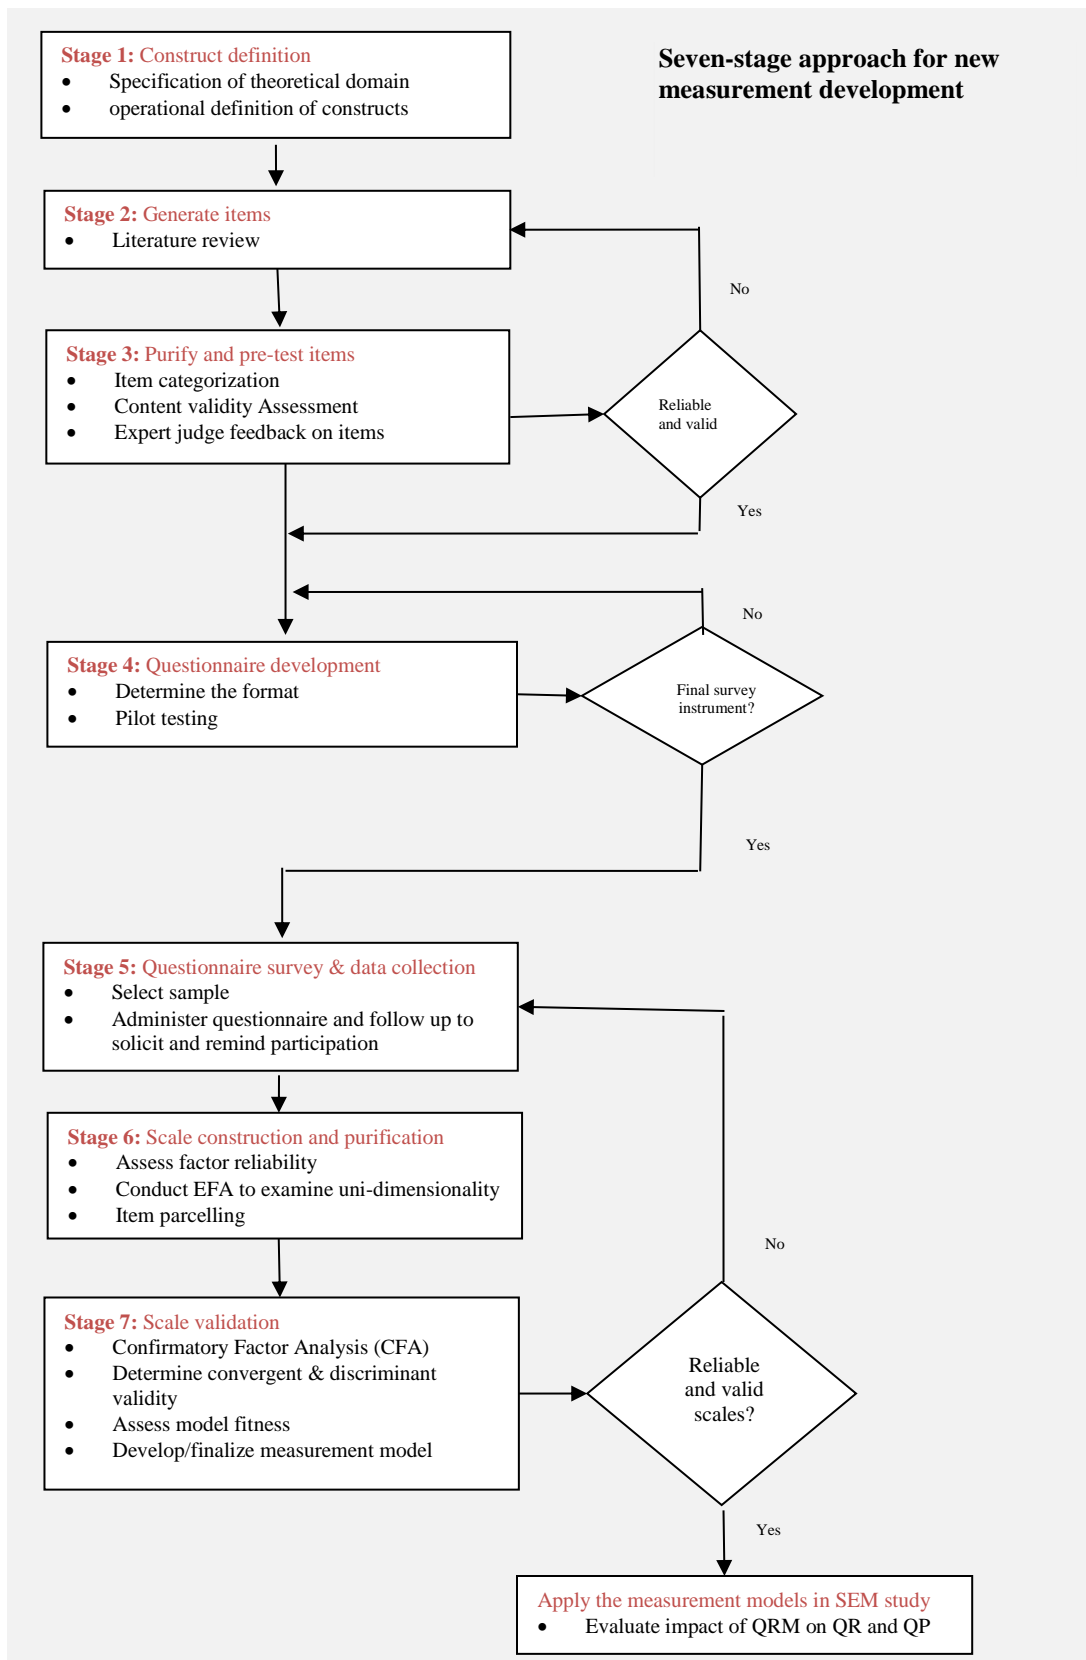 Seven-stage approach for new
measurement development
Stage 1: Construct definition
• Specification of theoretical domain
• operational definition of constructs
Stage 2: Generate items
• Literature review
No
Stage 3: Purify and pre-test items
• Item categorization
• Content validity Assessment
• Expert judge feedback on items
Reliable
and valid
Yes
No
Stage 4: Questionnaire development
• Determine the format
• Pilot testing
Final survey
instrument?
Yes
Stage 5: Questionnaire survey & data collection
• Select sample
• Administer questionnaire and follow up to
solicit and remind participation
Stage 6: Scale construction and purification
• Assess factor reliability
• Conduct EFA to examine uni-dimensionality
• Item parcelling
No
Stage 7: Scale validation
• Confirmatory Factor Analysis (CFA)
• Determine convergent & discriminant
validity
• Assess model fitness
• Develop/finalize measurement model
Reliable
and valid
scales?
Yes
Apply the measurement models in SEM study
• Evaluate impact of QRM on QR and QP